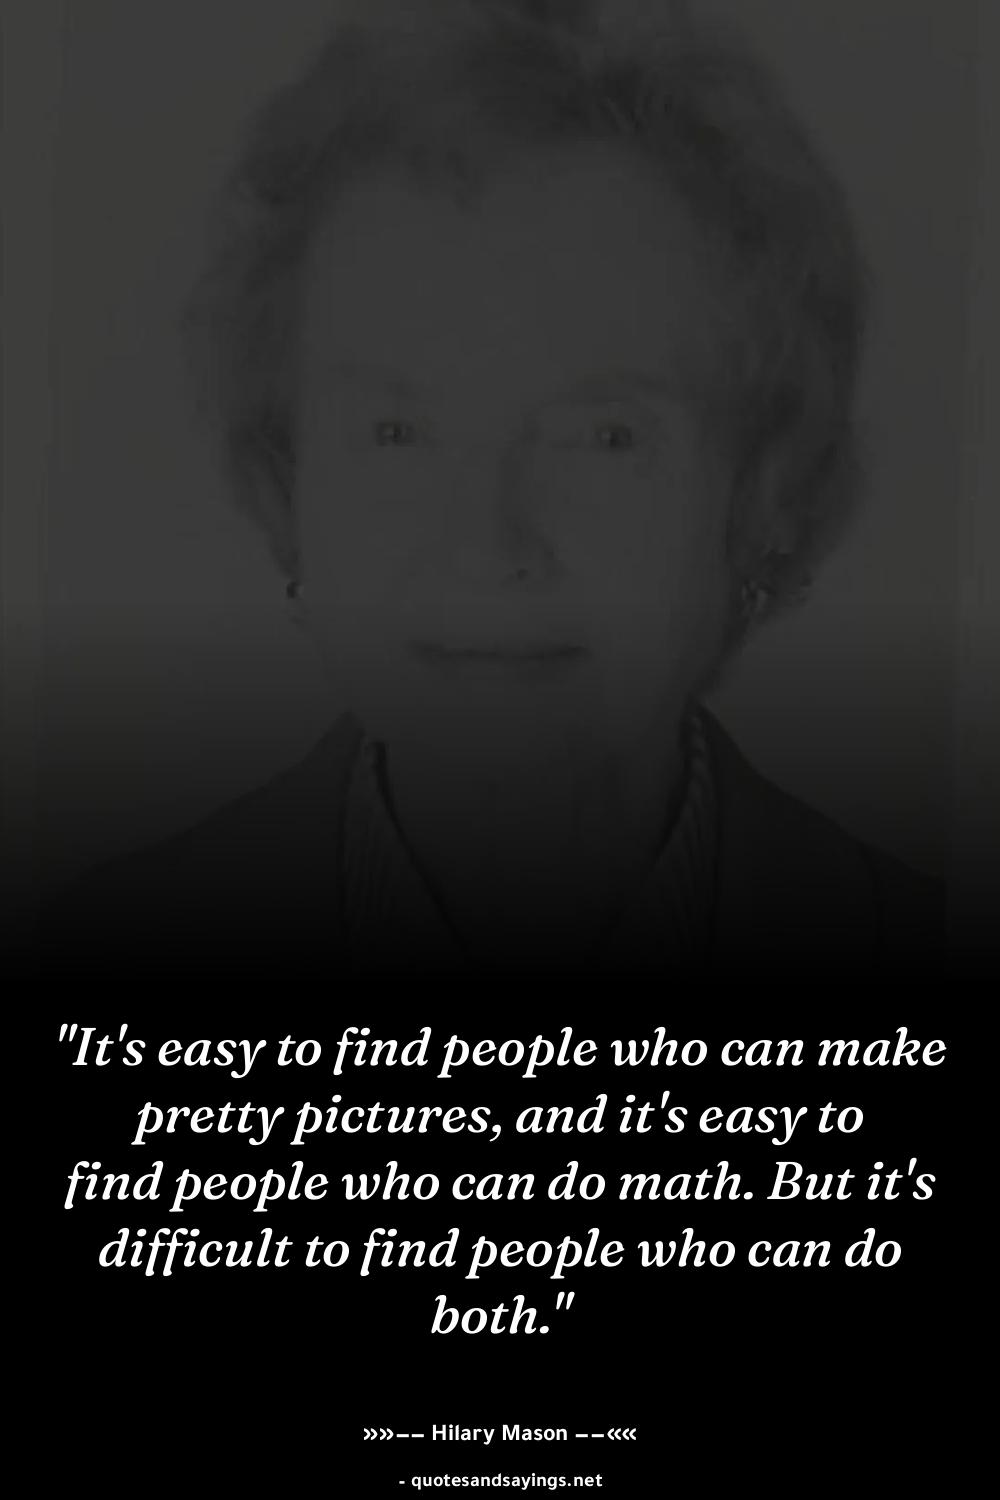 "It's easy to find people who can make
pretty pictures, and it's easy to
find people who can do math. But it's
difficult to find people who can do
both."
»»−− Hilary Mason −−««
- quotesandsayings.net